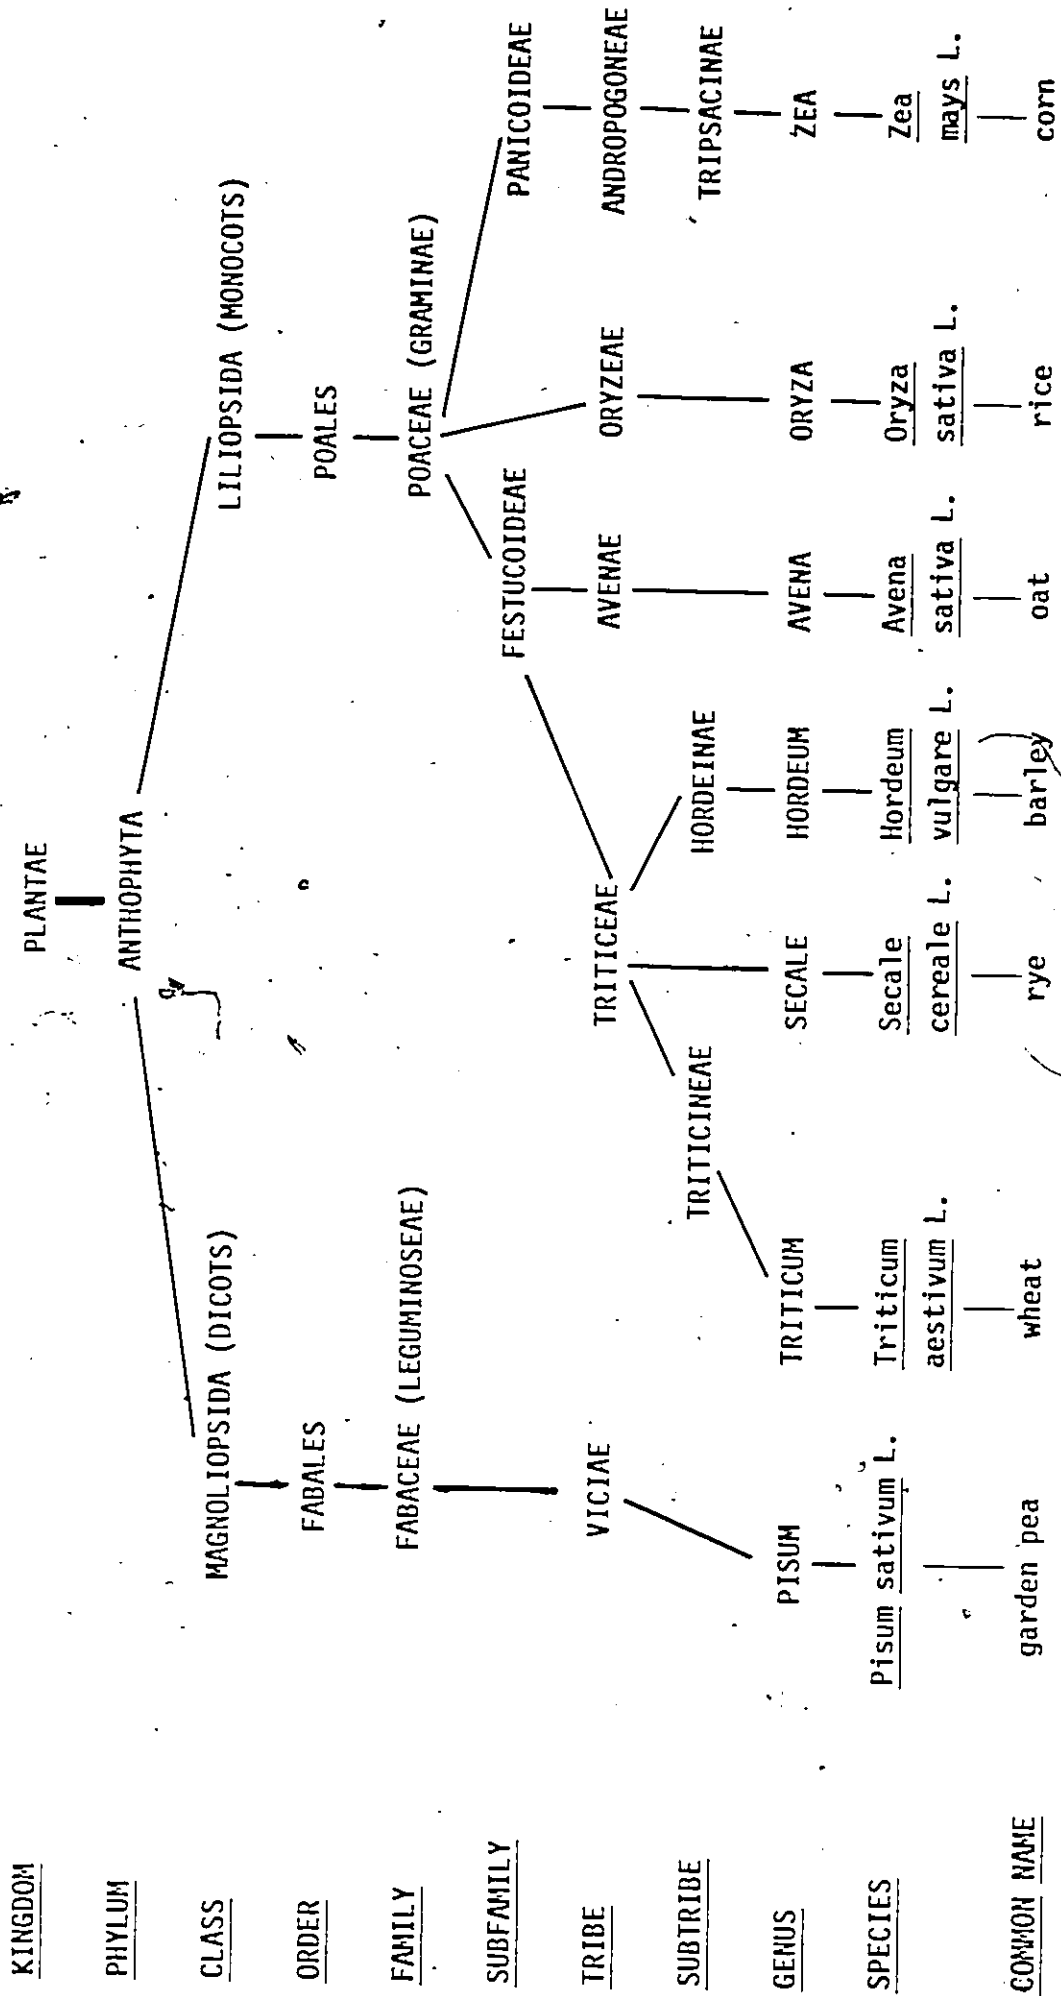 KINGDOM
PLANTAE
PHYLUM
ANTHOPHYTA
CLASS
MAGNOLIOPSIDA (DICOTS)
LILIOPSIDA (MONOCOTS)
ORDER
FABALES
POALES
FAMILY
FABACEAE (LEGUMINOSEAE)
POACEAE (GRAMINAE)
SUBFAMILY
FESTUCOIDEAE
PANICOIDEAE
TRIBE
VICIAE
TRITICEAE
AVENAE
ORYZEAE
ANDROPOGONEAE
SUBTRIBE
TRITICINEAE
HORDEINAE
TRIPSACINAE
GENUS
PISUM
TRITICUM
SECALE
HORDEUM
AVENA
ORYZA
ZEA
SPECIES
Pisum sativum L.
Triticum
aestivum L.
Secale
cereale L.
Hordeum
vulgare L.
Avena
sativa L.
Oryza
sativa L.
Zea
mays L.
COMMON NAME
garden pea
wheat
rye
barley
oat
rice
corn